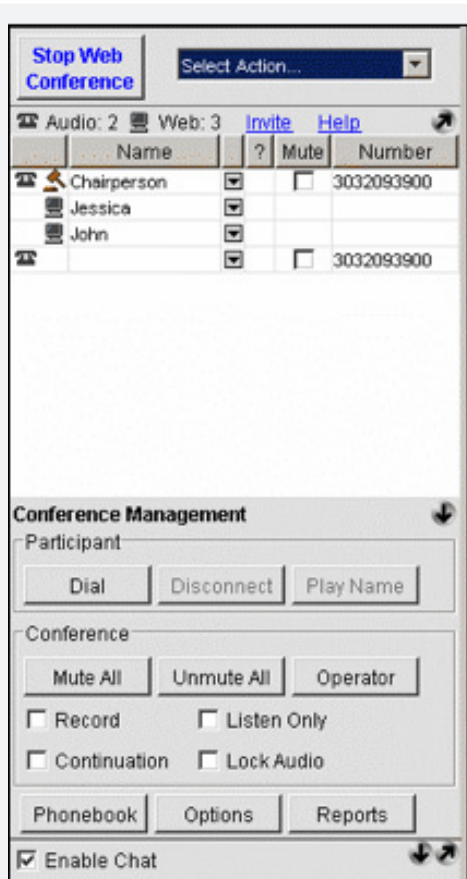 Stop Web
Conference
Select Action...
Audio: 2 Web: 3 Invite Help
Name ? Mute Number
Chairperson 3032093900
Jessica
John
3032093900
Conference Management
Participant
Dial Disconnect Play Name
Conference
Mute All Unmute All Operator
Record Listen Only
Continuation Lock Audio
Phonebook Options Reports
Enable Chat